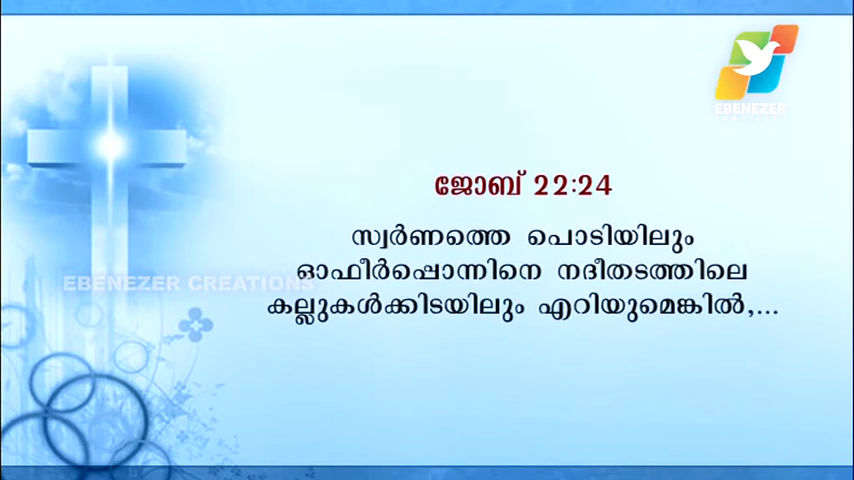 EBENEZER
ജോബ് 22:24
സ്വർണത്തെ പൊടിയിലും
ഓഫീർപ്പൊന്നിനെ നദീതടത്തിലെ
EBENEZER CREATIONS
കല്ലുകൾക്കിടയിലും എറിയുമെങ്കിൽ,...